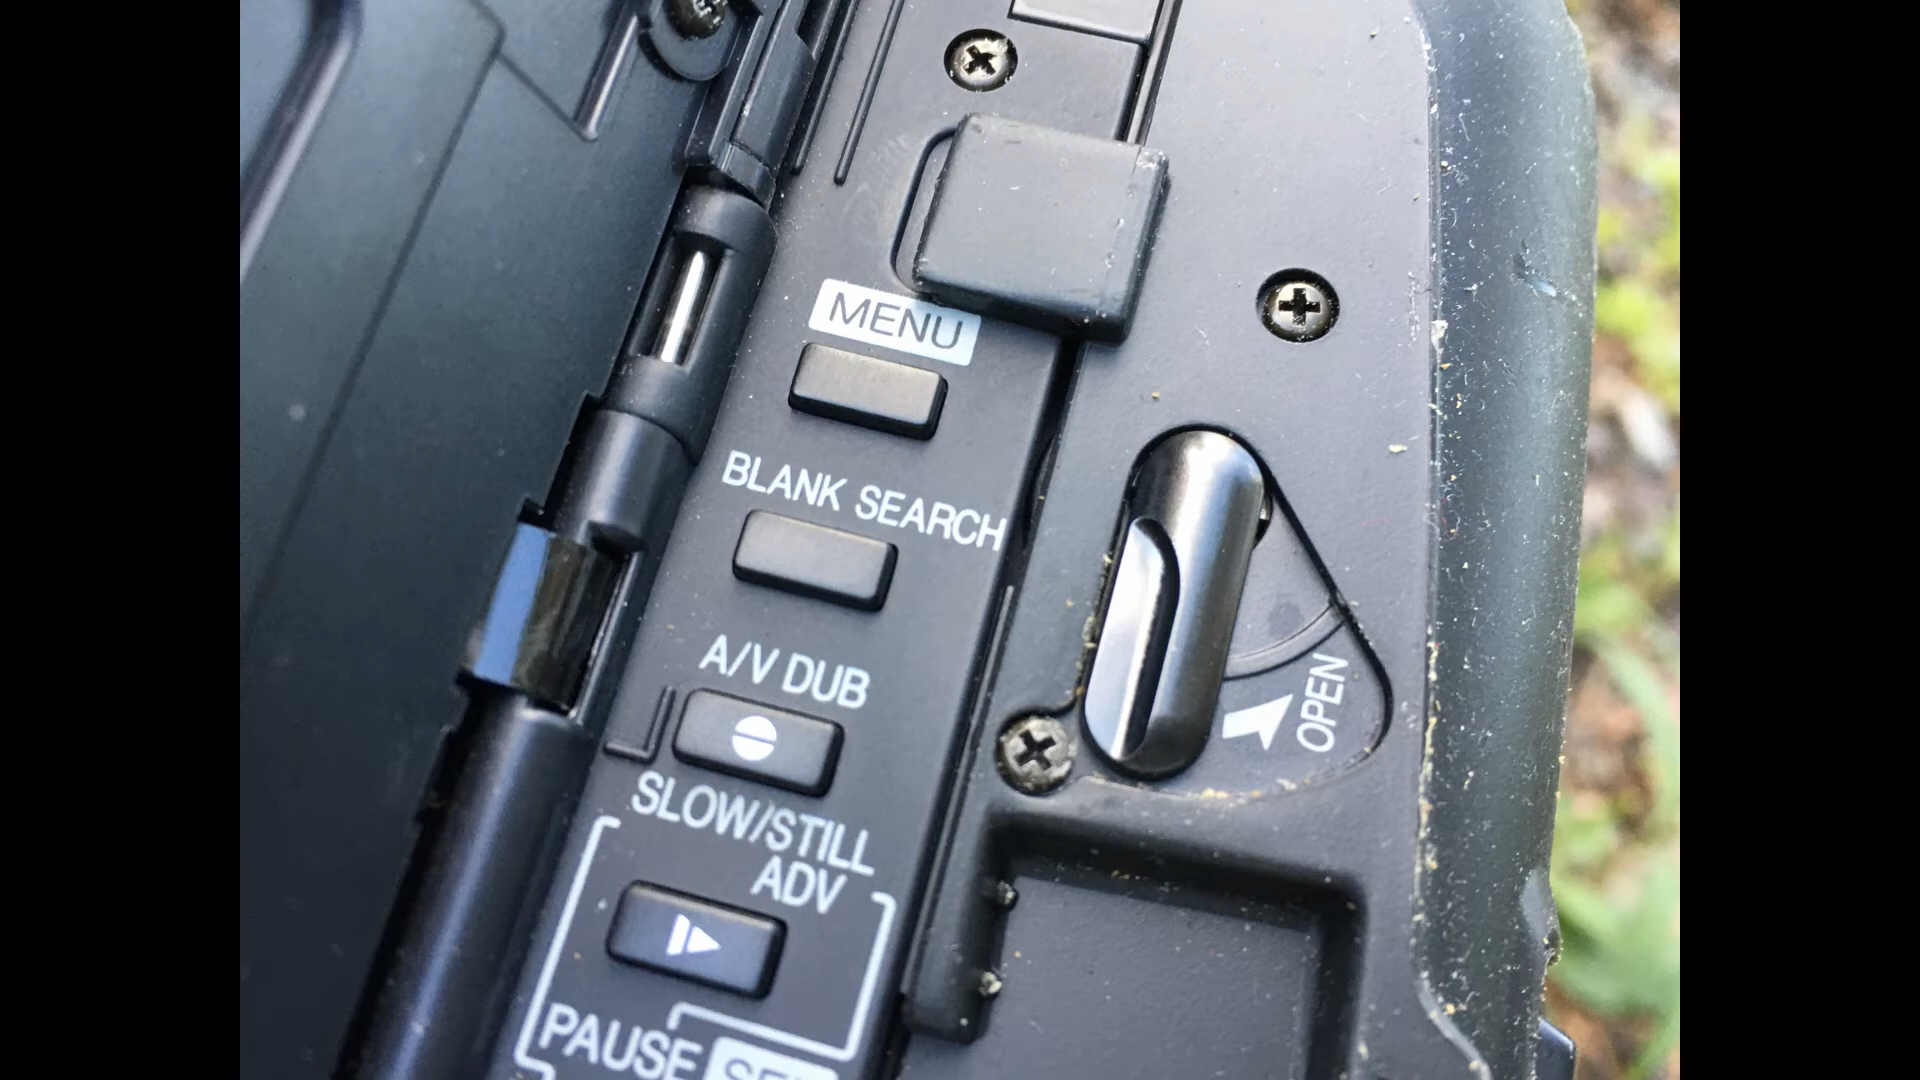 MENU
BLANK SEARCH
A/V DUB
OPEN
SLOW/STILL
ADV
PAUSE